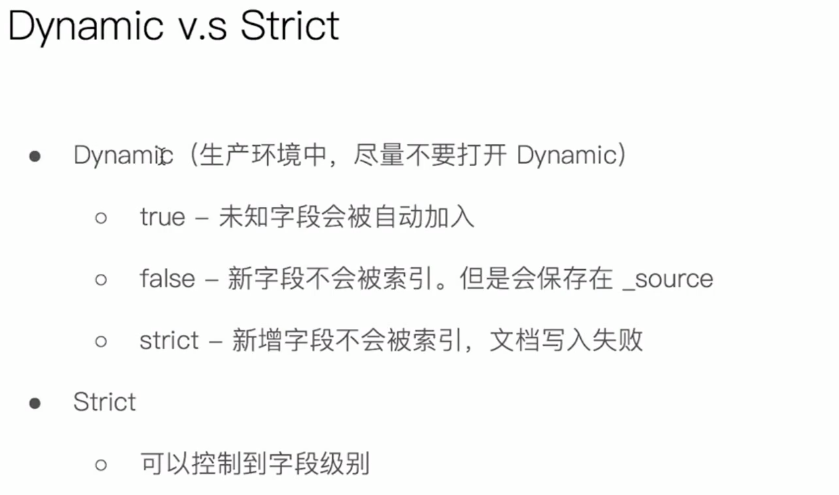 Dynamic v.s Strict
Dynamic（生产环境中，尽量不要打开 Dynamic）
true – 未知字段会被自动加入
false – 新字段不会被索引。但是会保存在 _source
strict – 新增字段不会被索引，文档写入失败
Strict
可以控制到字段级别